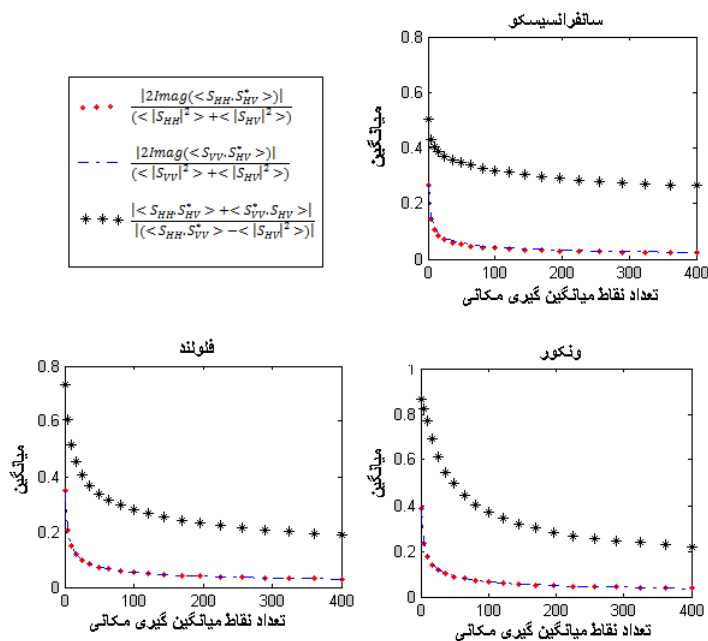 سانفرانسیسکو
|2Imag(<S_HH.S*_HV>)|
(<|S_HH|²>+<|S_HV|²>)
|2Imag(<S_VV.S*_HV>)|
(<|S_VV|²>+<|S_HV|²>)
|<S_HH.S*_HV>+<S*_VV.S_HV>|
|(<S_HH.S*_VV>−<|S_HV|²>)|
0.8
0.6
0.4
0.2
0
میانگین
0 100 200 300 400
تعداد نقاط میانگین گیری مکانی
فلولند
0.8
0.6
0.4
0.2
0
میانگین
0 100 200 300 400
تعداد نقاط میانگین گیری مکانی
ونکور
1
0.8
0.6
0.4
0.2
0
میانگین
0 100 200 300 400
تعداد نقاط میانگین گیری مکانی